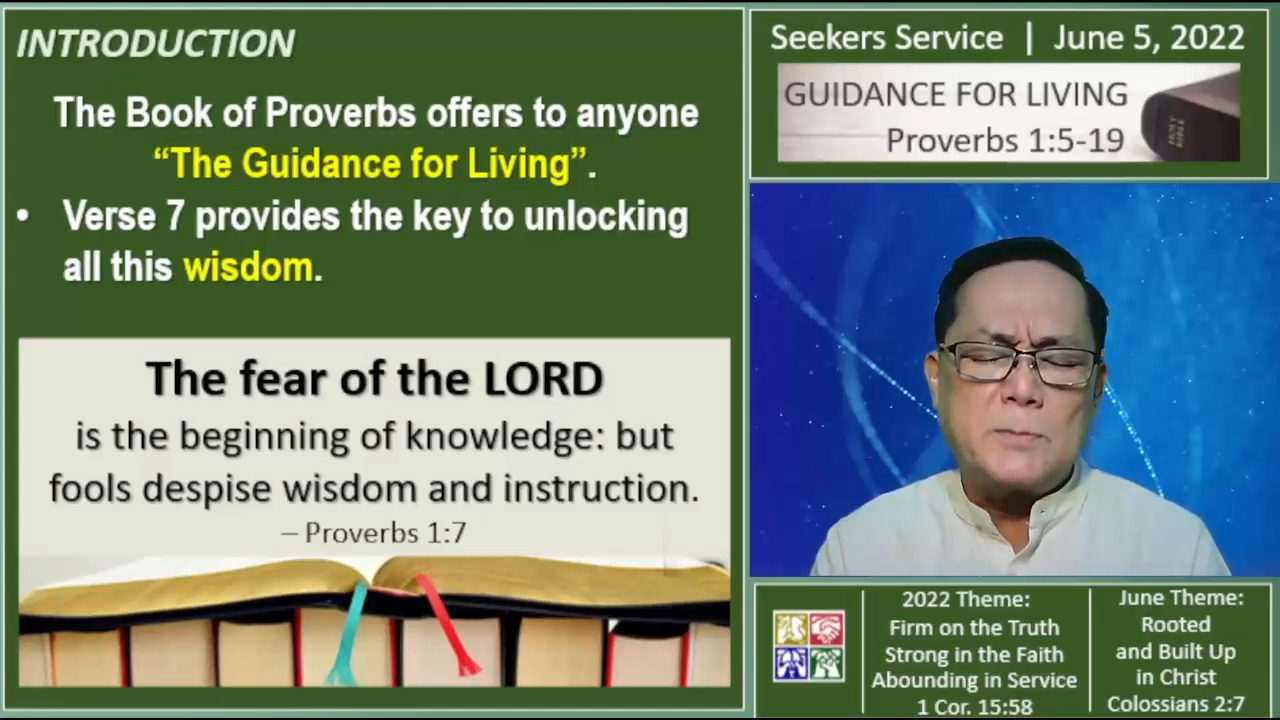 INTRODUCTION
The Book of Proverbs offers to anyone
“The Guidance for Living”.
• Verse 7 provides the key to unlocking
all this wisdom.
The fear of the LORD
is the beginning of knowledge: but
fools despise wisdom and instruction.
– Proverbs 1:7
Seekers Service | June 5, 2022
GUIDANCE FOR LIVING
Proverbs 1:5-19
2022 Theme:
Firm on the Truth
Strong in the Faith
Abounding in Service
1 Cor. 15:58
June Theme:
Rooted
and Built Up
in Christ
Colossians 2:7